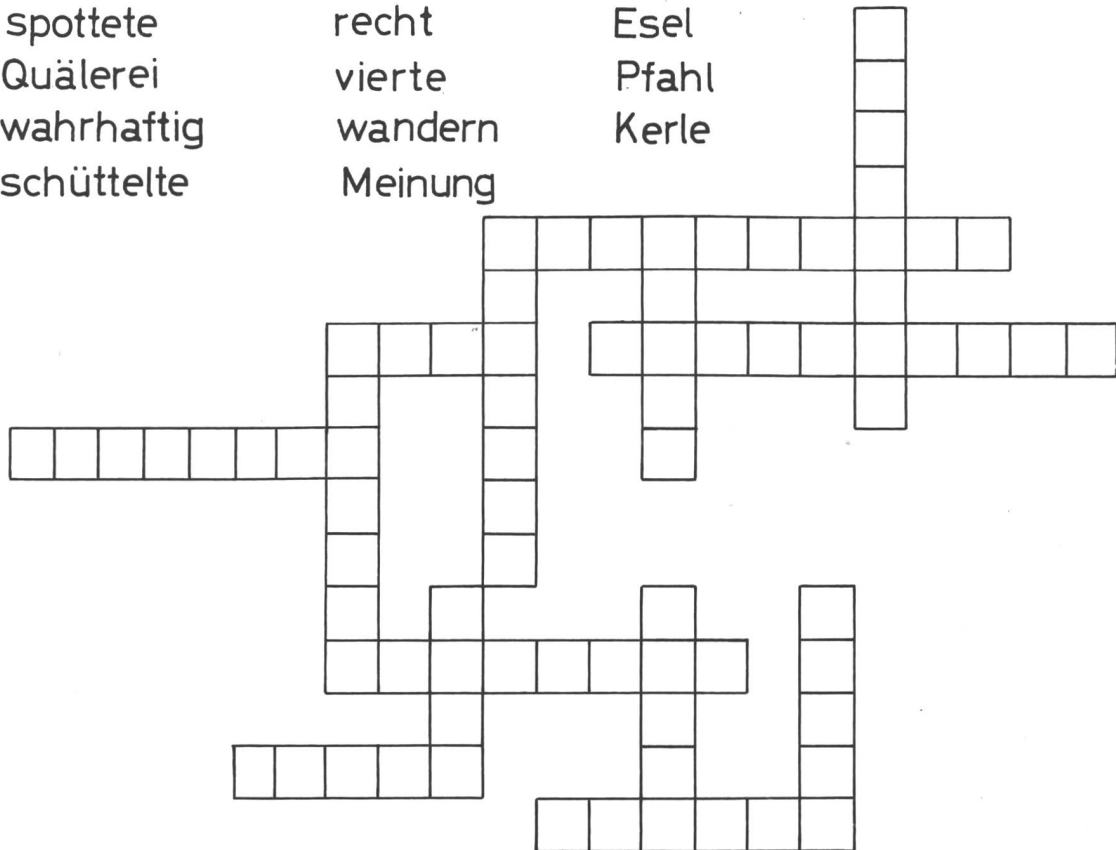 spottete recht Esel
Quälerei vierte Pfahl
wahrhaftig wandern Kerle
schüttelte Meinung